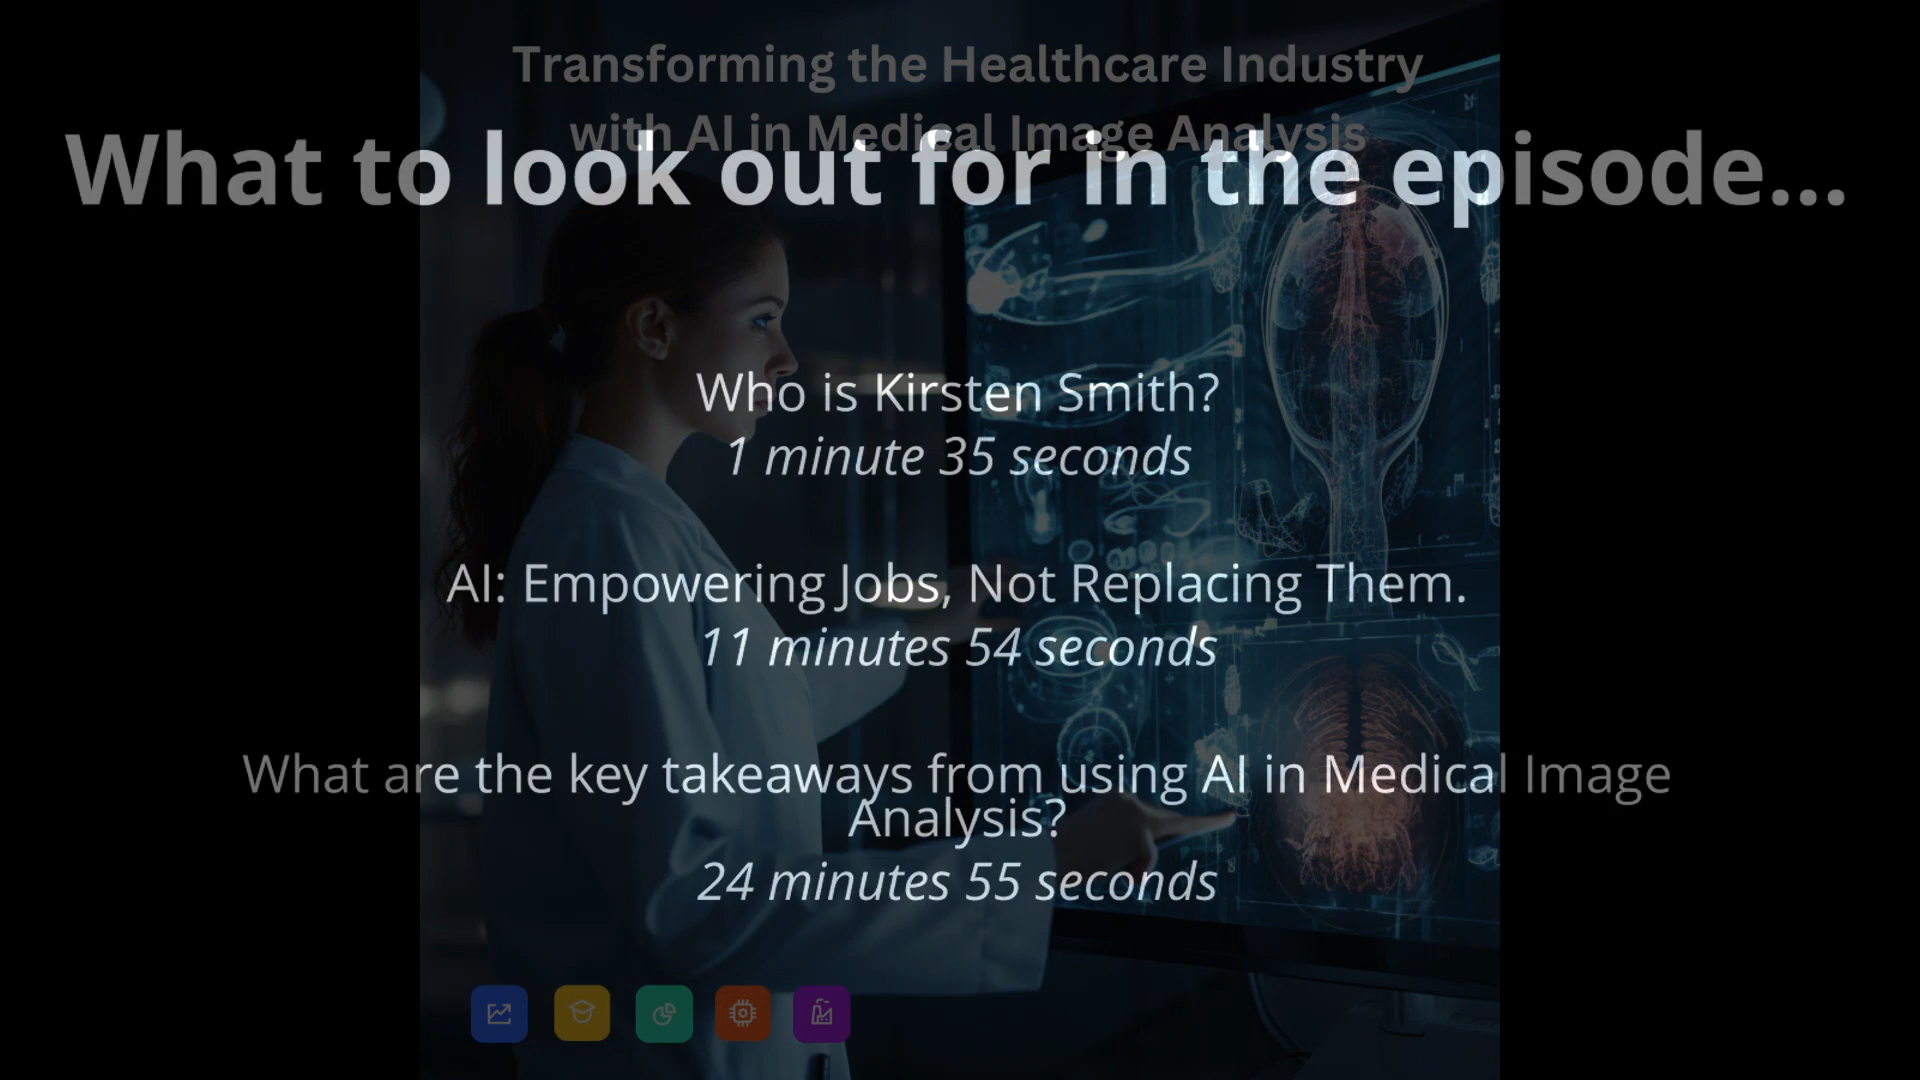 Transforming the Healthcare Industry
with AI in Medical Image Analysis
What to look out for in the episode...
Who is Kirsten Smith?
1 minute 35 seconds
AI: Empowering Jobs, Not Replacing Them.
11 minutes 54 seconds
What are the key takeaways from using AI in Medical Image
Analysis?
24 minutes 55 seconds